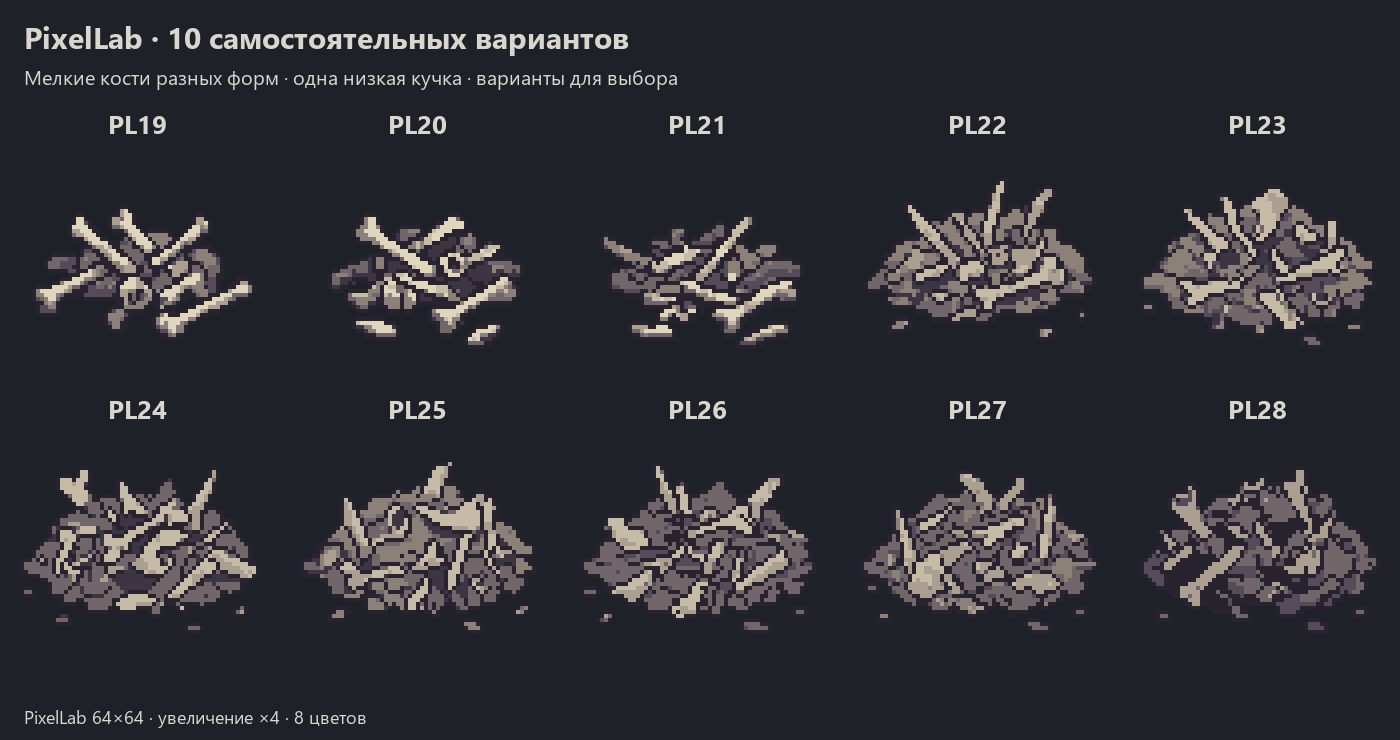 PixelLab · 10 самостоятельных вариантов
Мелкие кости разных форм · одна низкая кучка · варианты для выбора
PL19 PL20 PL21 PL22 PL23
PL24 PL25 PL26 PL27 PL28
PixelLab 64×64 · увеличение ×4 · 8 цветов